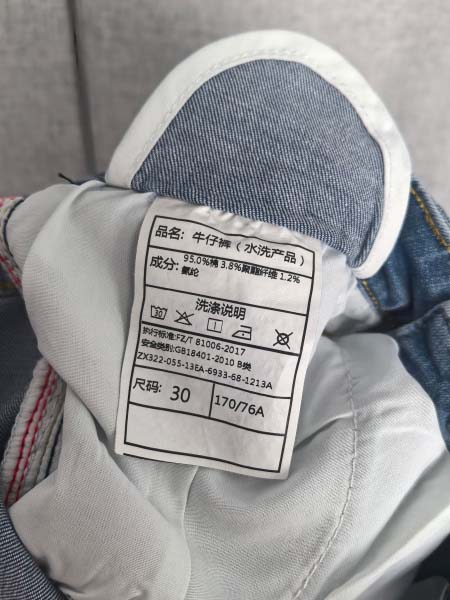 品名: 牛仔裤（水洗产品）
成分: 95.0%棉 3.8%聚酯纤维 1.2%
氨纶
洗涤说明
30
执行标准:FZ/T 81006-2017
安全类别:GB18401-2010 B类
ZX322-055-13EA-6933-68-1213A
尺码: 30 170/76A